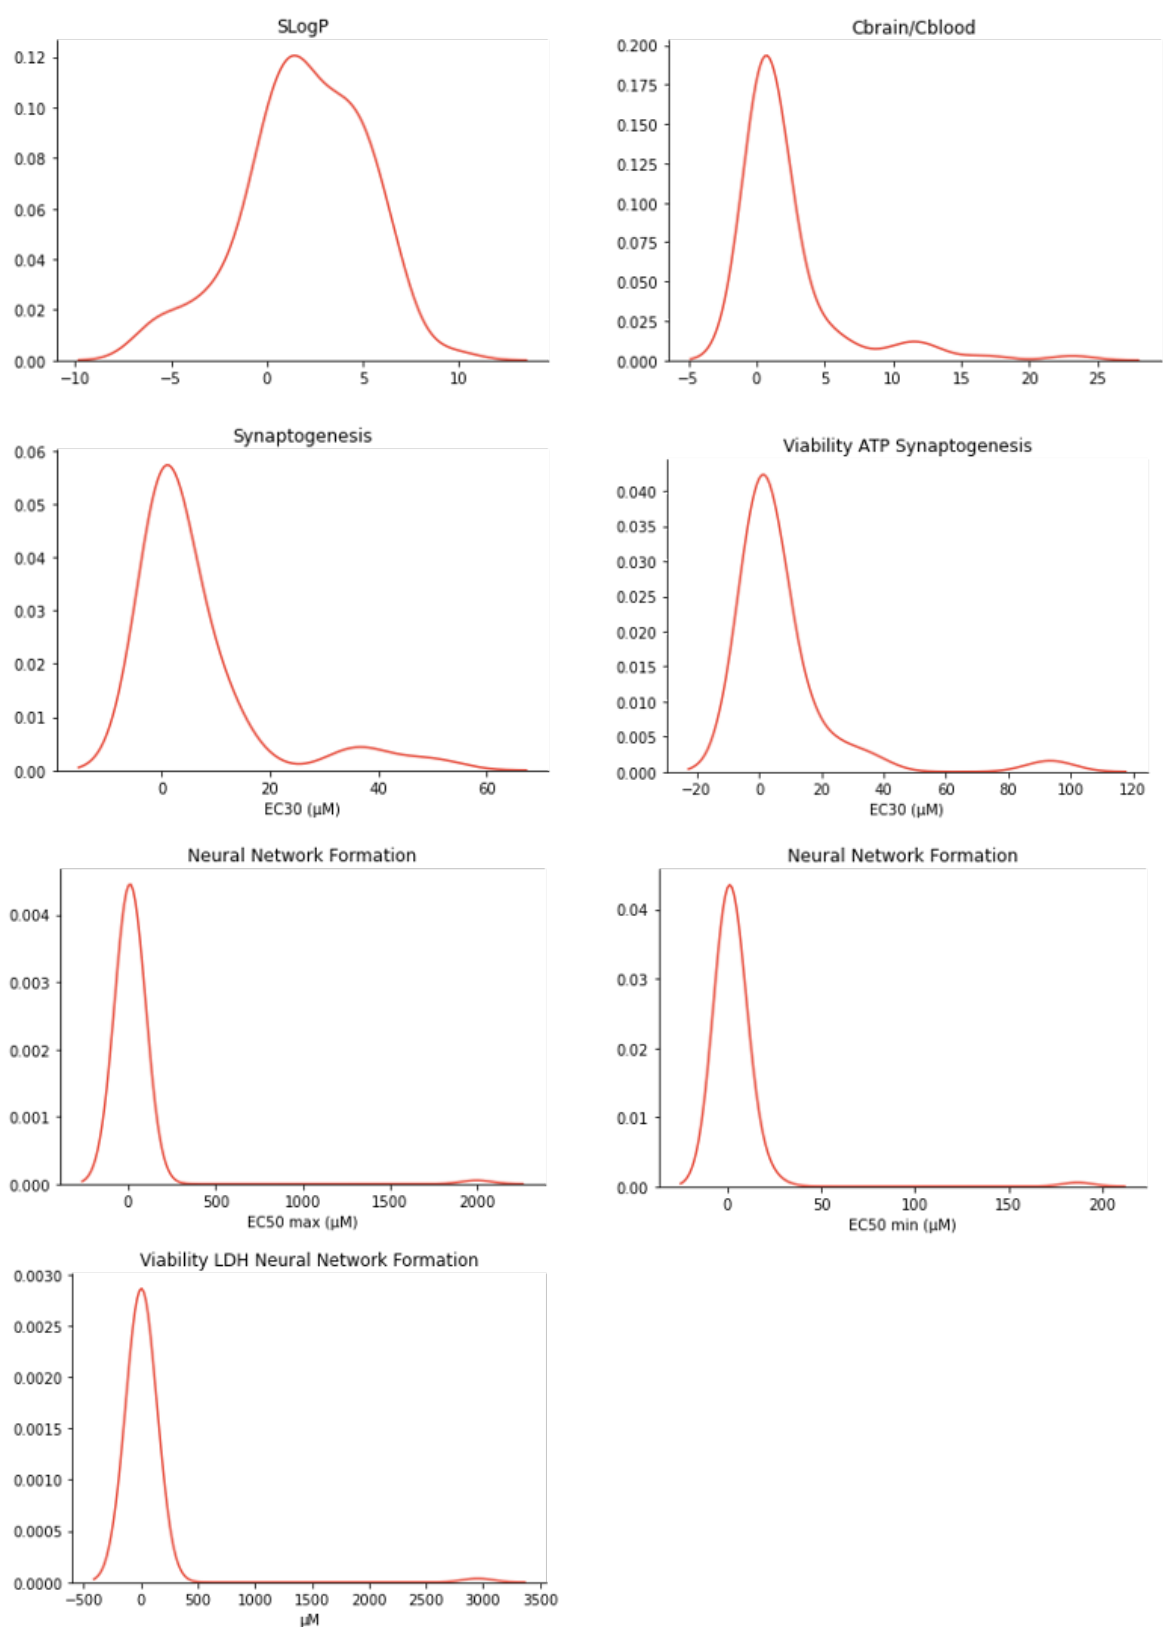 SLogP
0.12
0.10
0.08
0.06
0.04
0.02
0.00
−10 −5 0 5 10
Cbrain/Cblood
0.200
0.175
0.150
0.125
0.100
0.075
0.050
0.025
0.000
−5 0 5 10 15 20 25
Synaptogenesis
0.06
0.05
0.04
0.03
0.02
0.01
0.00
0 20 40 60
EC30 (μM)
Viability ATP Synaptogenesis
0.040
0.035
0.030
0.025
0.020
0.015
0.010
0.005
0.000
−20 0 20 40 60 80 100 120
EC30 (μM)
Neural Network Formation
0.004
0.003
0.002
0.001
0.000
0 500 1000 1500 2000
EC50 max (μM)
Neural Network Formation
0.04
0.03
0.02
0.01
0.00
0 50 100 150 200
EC50 min (μM)
Viability LDH Neural Network Formation
0.0030
0.0025
0.0020
0.0015
0.0010
0.0005
0.0000
−500 0 500 1000 1500 2000 2500 3000 3500
μM